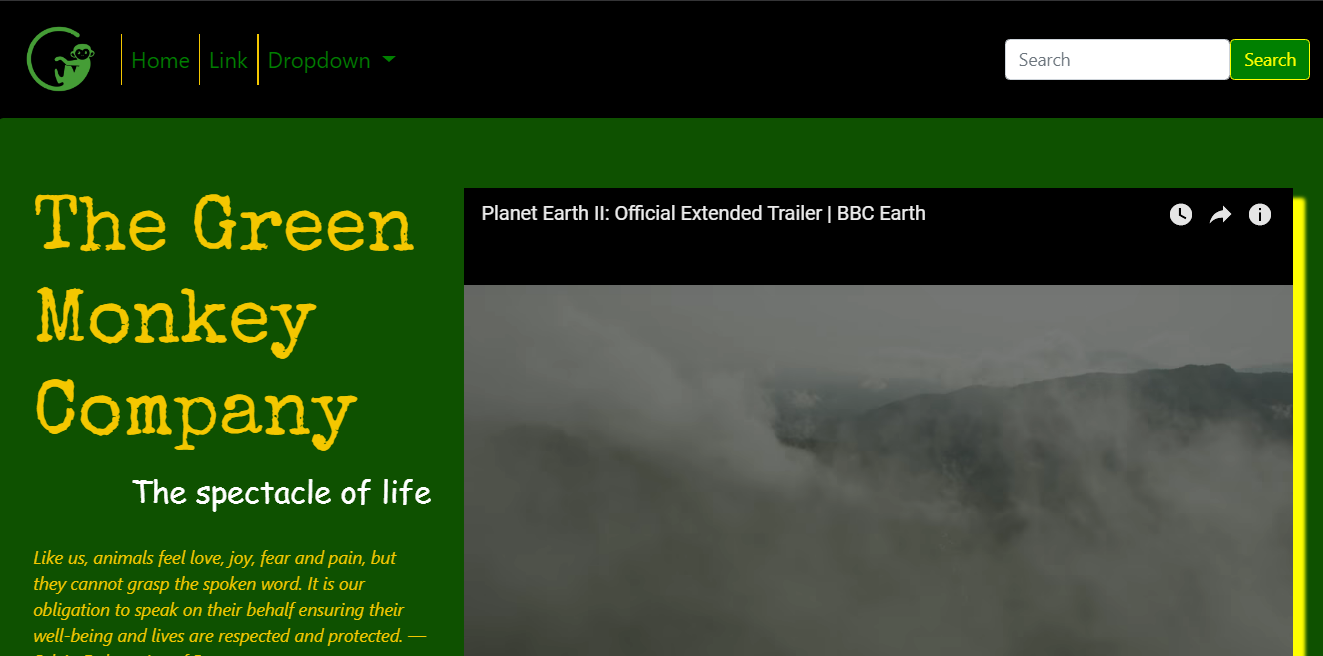 Home Link Dropdown Search Search
The Green
Monkey
Company
The spectacle of life
Like us, animals feel love, joy, fear and pain, but
they cannot grasp the spoken word. It is our
obligation to speak on their behalf ensuring their
well-being and lives are respected and protected. —
Planet Earth II: Official Extended Trailer | BBC Earth